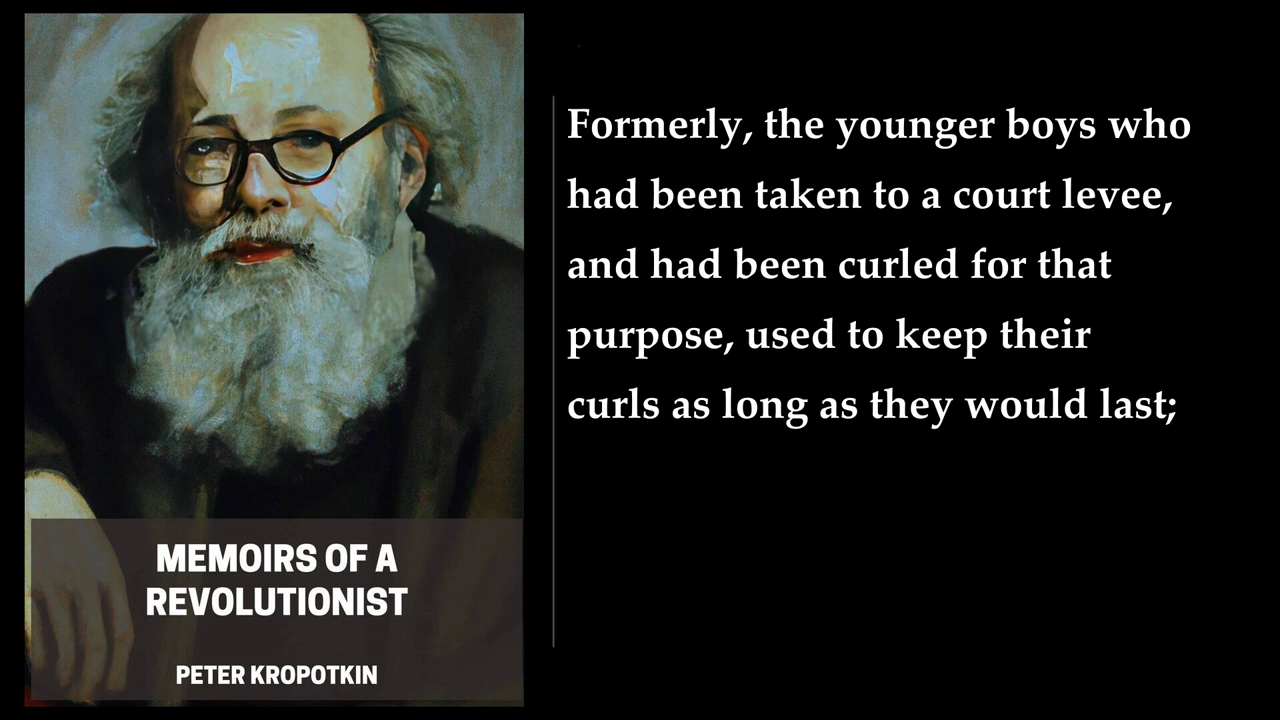 MEMOIRS OF A
REVOLUTIONIST
PETER KROPOTKIN
Formerly, the younger boys who
had been taken to a court levee,
and had been curled for that
purpose, used to keep their
curls as long as they would last;